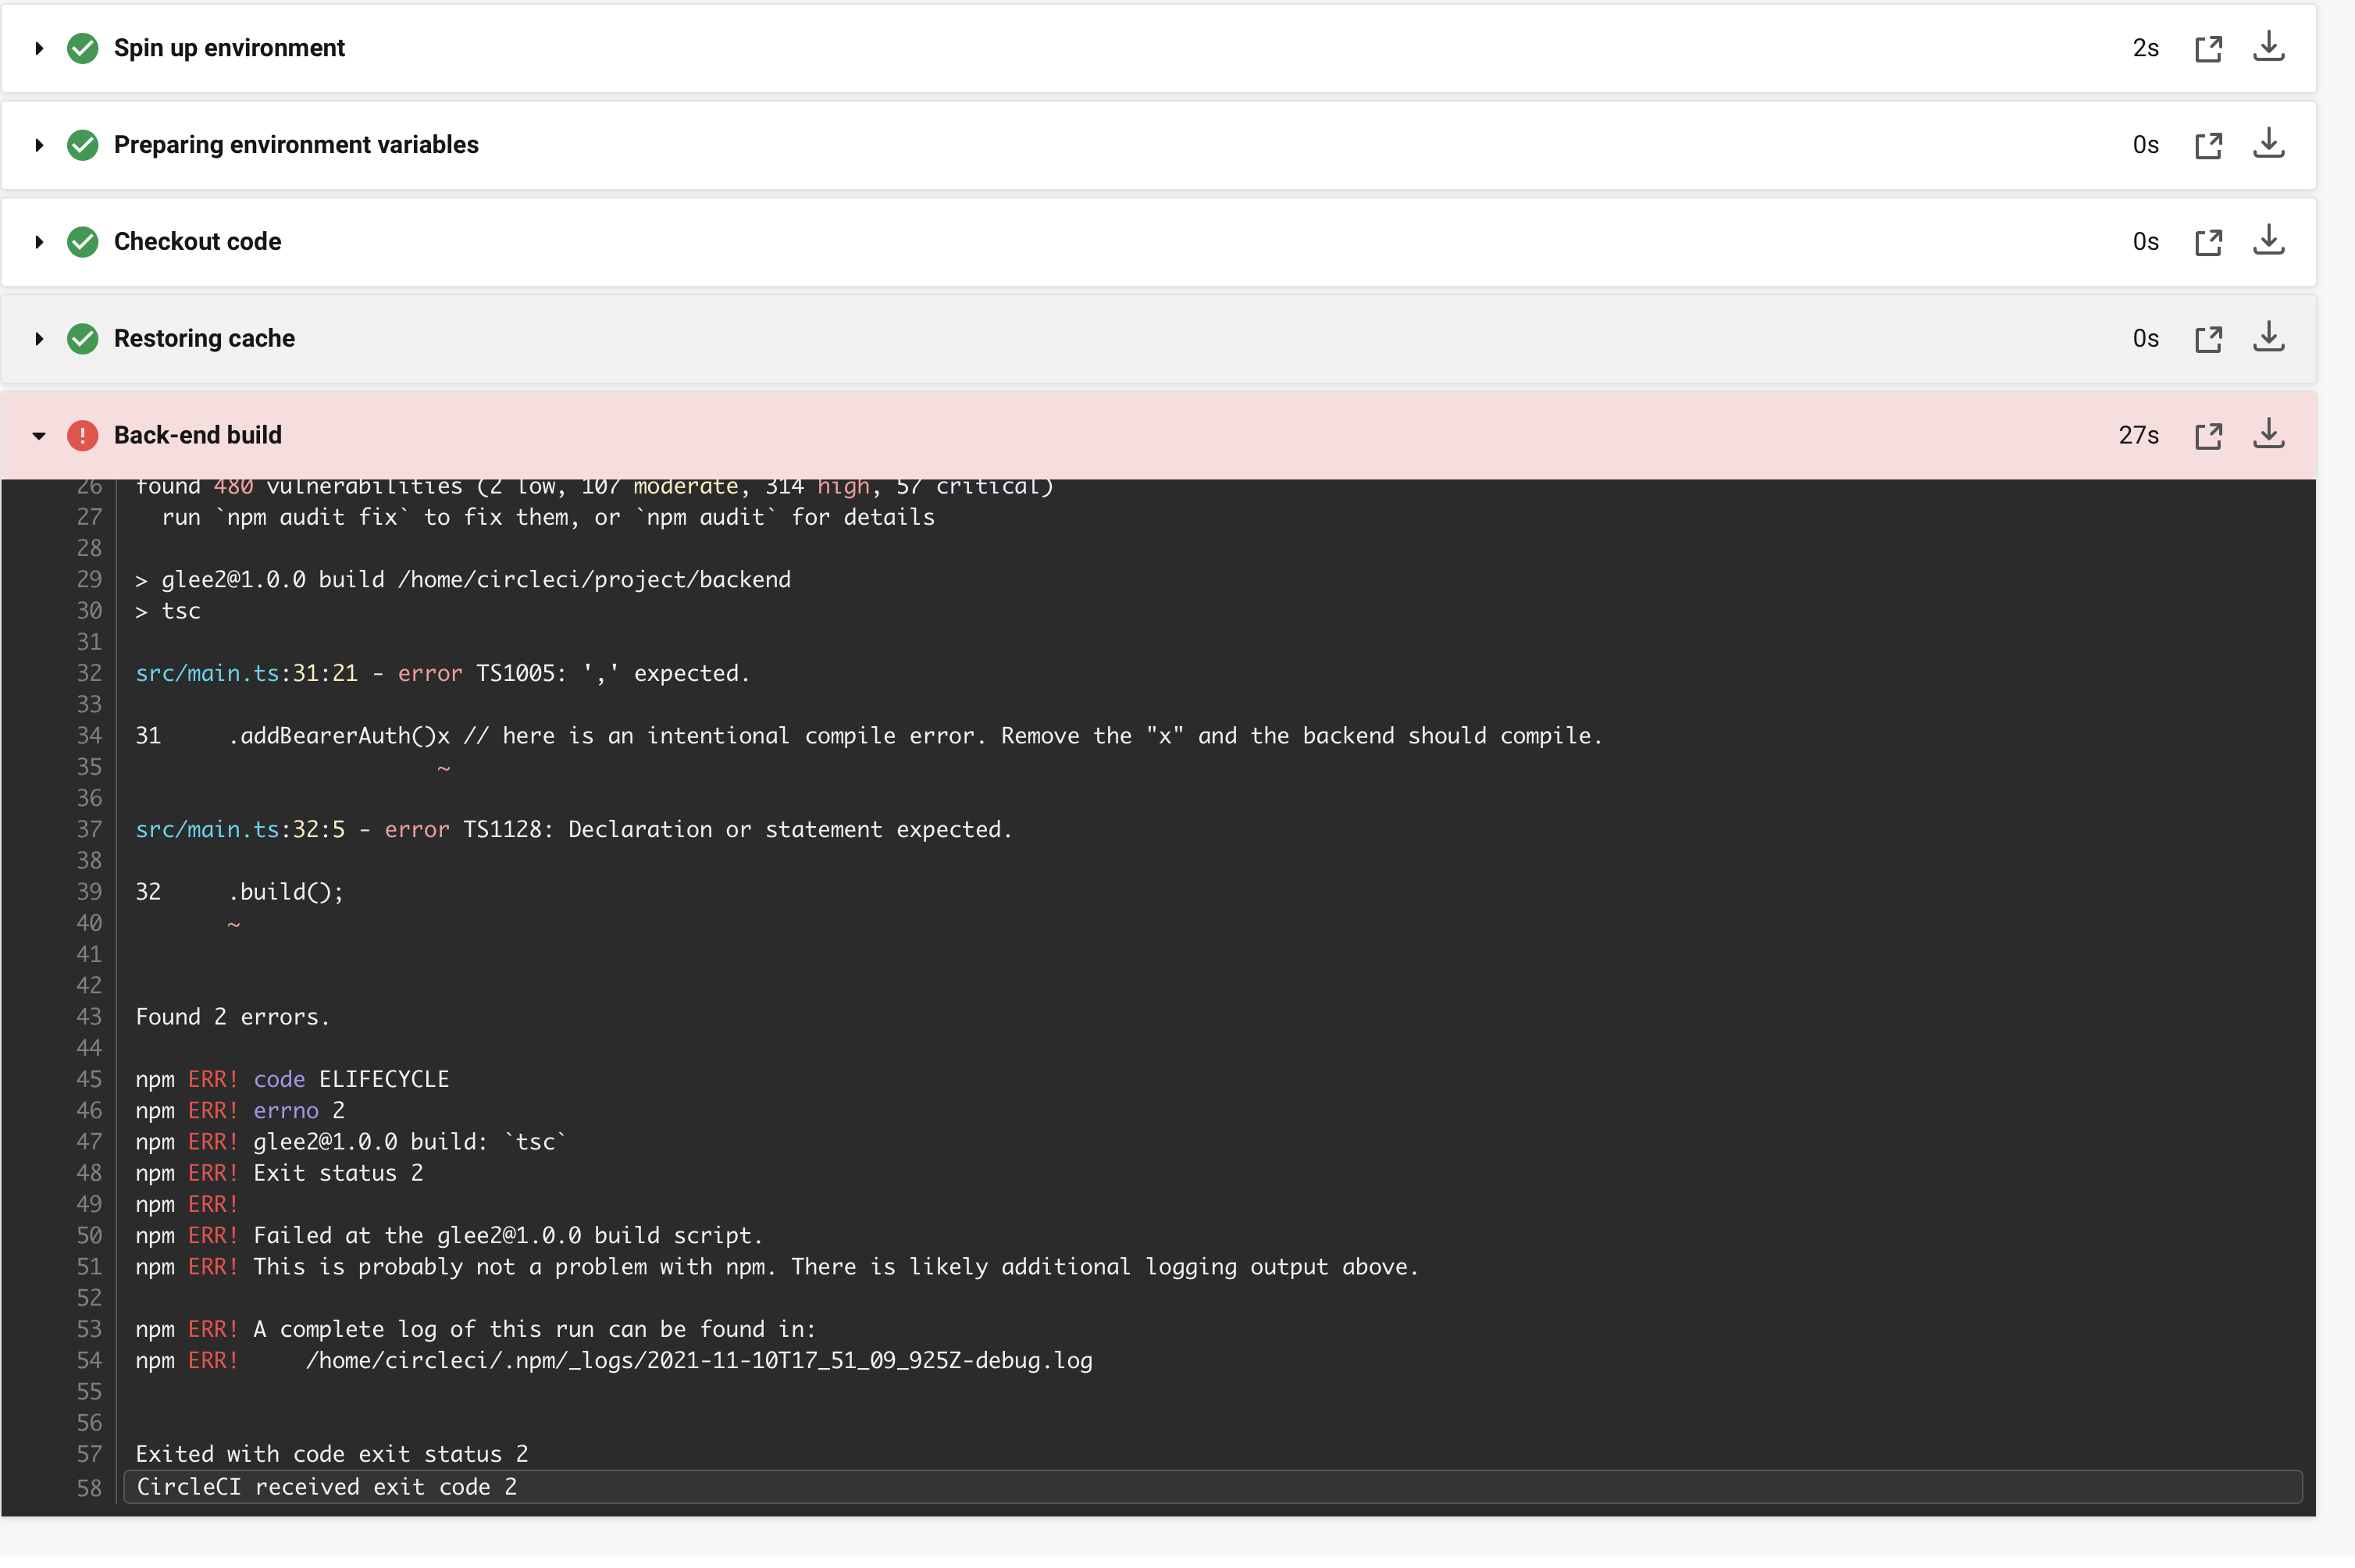 Spin up environment 2s
Preparing environment variables 0s
Checkout code 0s
Restoring cache 0s
Back-end build 27s
26 found 480 vulnerabilities (2 low, 107 moderate, 314 high, 57 critical)
27   run `npm audit fix` to fix them, or `npm audit` for details
28
29 > glee2@1.0.0 build /home/circleci/project/backend
30 > tsc
31
32 src/main.ts:31:21 - error TS1005: ',' expected.
33
34 31     .addBearerAuth()x // here is an intentional compile error. Remove the "x" and the backend should compile.
35                        ~
36
37 src/main.ts:32:5 - error TS1128: Declaration or statement expected.
38
39 32     .build();
40        ~
41
42
43 Found 2 errors.
44
45 npm ERR! code ELIFECYCLE
46 npm ERR! errno 2
47 npm ERR! glee2@1.0.0 build: `tsc`
48 npm ERR! Exit status 2
49 npm ERR!
50 npm ERR! Failed at the glee2@1.0.0 build script.
51 npm ERR! This is probably not a problem with npm. There is likely additional logging output above.
52
53 npm ERR! A complete log of this run can be found in:
54 npm ERR!     /home/circleci/.npm/_logs/2021-11-10T17_51_09_925Z-debug.log
55
56
57 Exited with code exit status 2
58 CircleCI received exit code 2